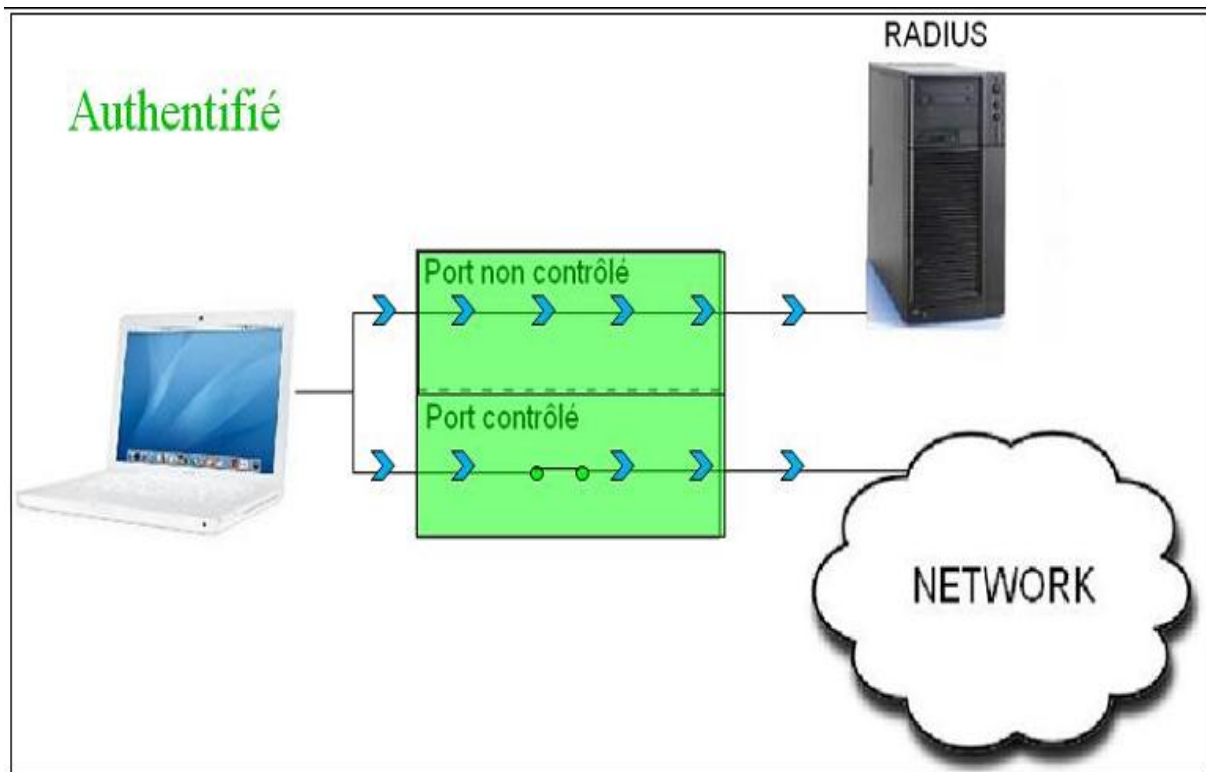 RADIUS
Authentifié
Port non contrôlé
Port contrôlé
NETWORK